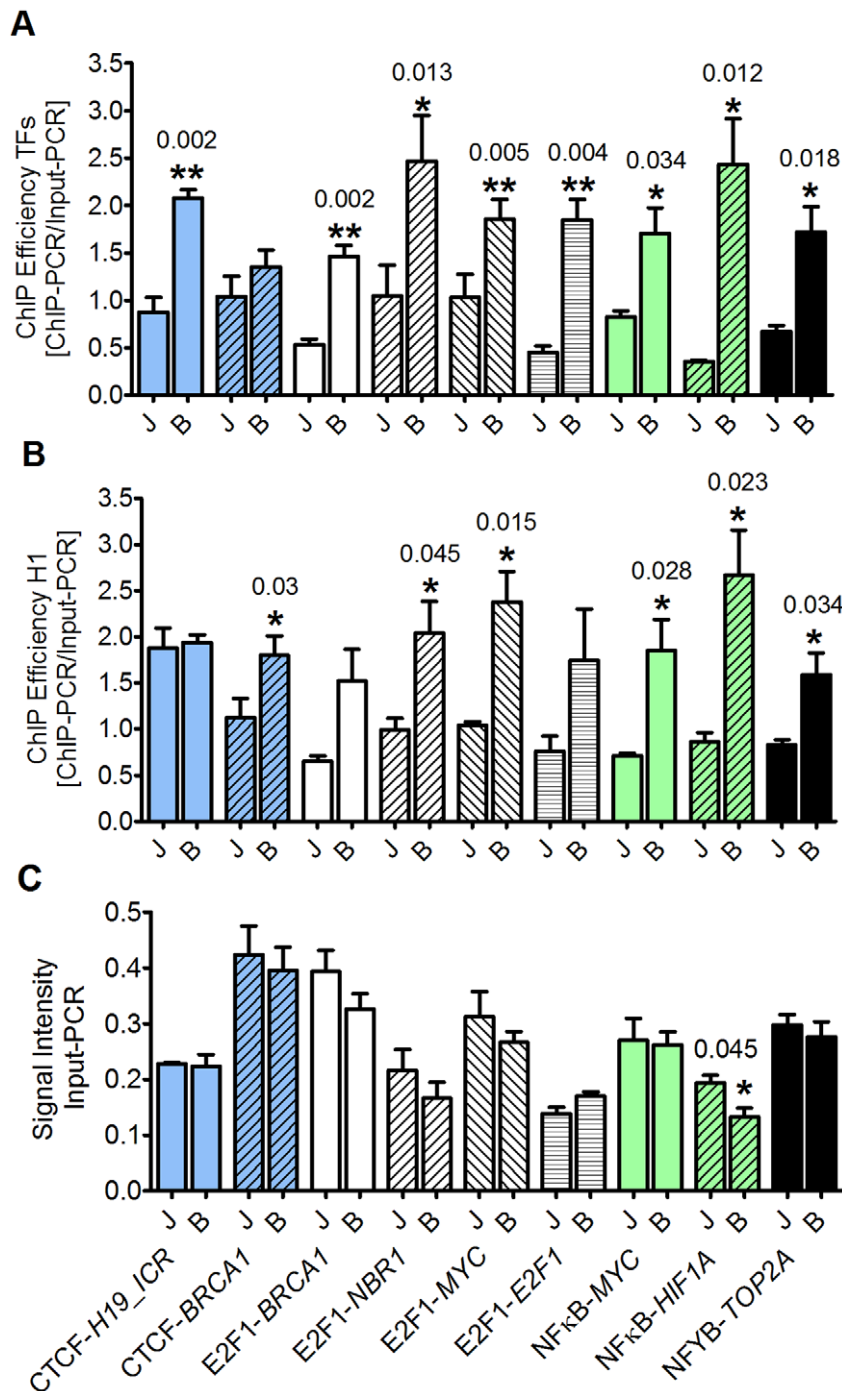 A
ChIP Efficiency TFs
[ChIP-PCR/Input-PCR]
3.5
3.0
2.5
2.0
1.5
1.0
0.5
0.0
0.002
**
0.002
**
0.013
*
0.005
**
0.004
**
0.034
*
0.012
*
0.018
*
J B J B J B J B J B J B J B J B J B
B
ChIP Efficiency H1
[ChIP-PCR/Input-PCR]
3.5
3.0
2.5
2.0
1.5
1.0
0.5
0.0
0.03
*
0.045
*
0.015
*
0.028
*
0.023
*
0.034
*
J B J B J B J B J B J B J B J B J B
C
Signal Intensity
Input-PCR
0.5
0.4
0.3
0.2
0.1
0.0
0.045
*
J B J B J B J B J B J B J B J B J B
CTCF-H19_ICR
CTCF-BRCA1
E2F1-BRCA1
E2F1-NBR1
E2F1-MYC
E2F1-E2F1
NFκB-MYC
NFκB-HIF1A
NFYB-TOP2A